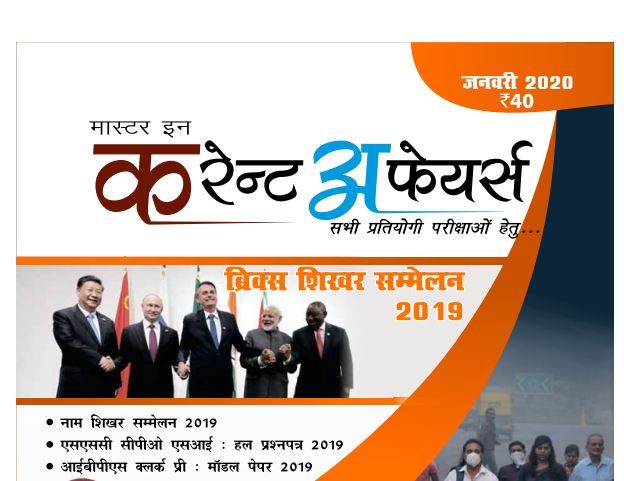 जनवरी 2020
₹40
मास्टर इन
करेन्ट अफेयर्स
सभी प्रतियोगी परीक्षाओं हेतु...
ब्रिक्स शिखर सम्मेलन
2019
• नाम शिखर सम्मेलन 2019
• एसएससी सीपीओ एसआई : हल प्रश्नपत्र 2019
• आईबीपीएस क्लर्क प्री : मॉडल पेपर 2019